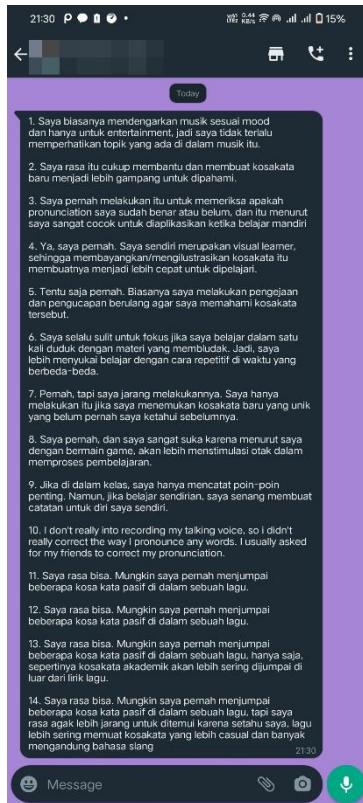 21:30
0.44
KB/s
15%
Today
1. Saya biasanya mendengarkan musik sesuai mood
dan hanya untuk entertainment, jadi saya tidak terlalu
memperhatikan topik yang ada di dalam musik itu.
2. Saya rasa itu cukup membantu dan membuat kosakata
baru menjadi lebih gampang untuk dipahami.
3. Saya pernah melakukan itu untuk memeriksa apakah
pronunciation saya sudah benar atau belum, dan itu menurut
saya sangat cocok untuk diaplikasikan ketika belajar mandiri
4. Ya, saya pernah. Saya sendiri merupakan visual learner,
sehingga membayangkan/mengilustrasikan kosakata itu
membuatnya menjadi lebih cepat untuk dipelajari.
5. Tentu saja pernah. Biasanya saya melakukan pengejaan
dan pengucapan berulang agar saya memahami kosakata
tersebut.
6. Saya selalu sulit untuk fokus jika saya belajar dalam satu
kali duduk dengan materi yang membludak. Jadi, saya
lebih menyukai belajar dengan cara repetitif di waktu yang
berbeda-beda.
7. Pernah, tapi saya jarang melakukannya. Saya hanya
melakukan itu jika saya menemukan kosakata baru yang unik
yang belum pernah saya ketahui sebelumnya.
8. Saya pernah, dan saya sangat suka karena menurut saya
dengan bermain game, akan lebih menstimulasi otak dalam
memproses pembelajaran.
9. Jika di dalam kelas, saya hanya mencatat poin-poin
penting. Namun, jika belajar sendirian, saya senang membuat
catatan untuk diri saya sendiri.
10. I don't really into recording my talking voice, so i didn't
really correct the way I pronounce any words. I usually asked
for my friends to correct my pronunciation.
11. Saya rasa bisa. Mungkin saya pernah menjumpai
beberapa kosa kata pasif di dalam sebuah lagu.
12. Saya rasa bisa. Mungkin saya pernah menjumpai
beberapa kosa kata pasif di dalam sebuah lagu.
13. Saya rasa bisa. Mungkin saya pernah menjumpai
beberapa kosa kata pasif di dalam sebuah lagu, hanya saja,
sepertinya kosakata akademik akan lebih sering dijumpai di
luar dari lirik lagu.
14. Saya rasa bisa. Mungkin saya pernah menjumpai
beberapa kosa kata pasif di dalam sebuah lagu, tapi saya
rasa agak lebih jarang untuk ditemui karena setahu saya, lagu
lebih sering memuat kosakata yang lebih casual dan banyak
mengandung bahasa slang
21:30
Message